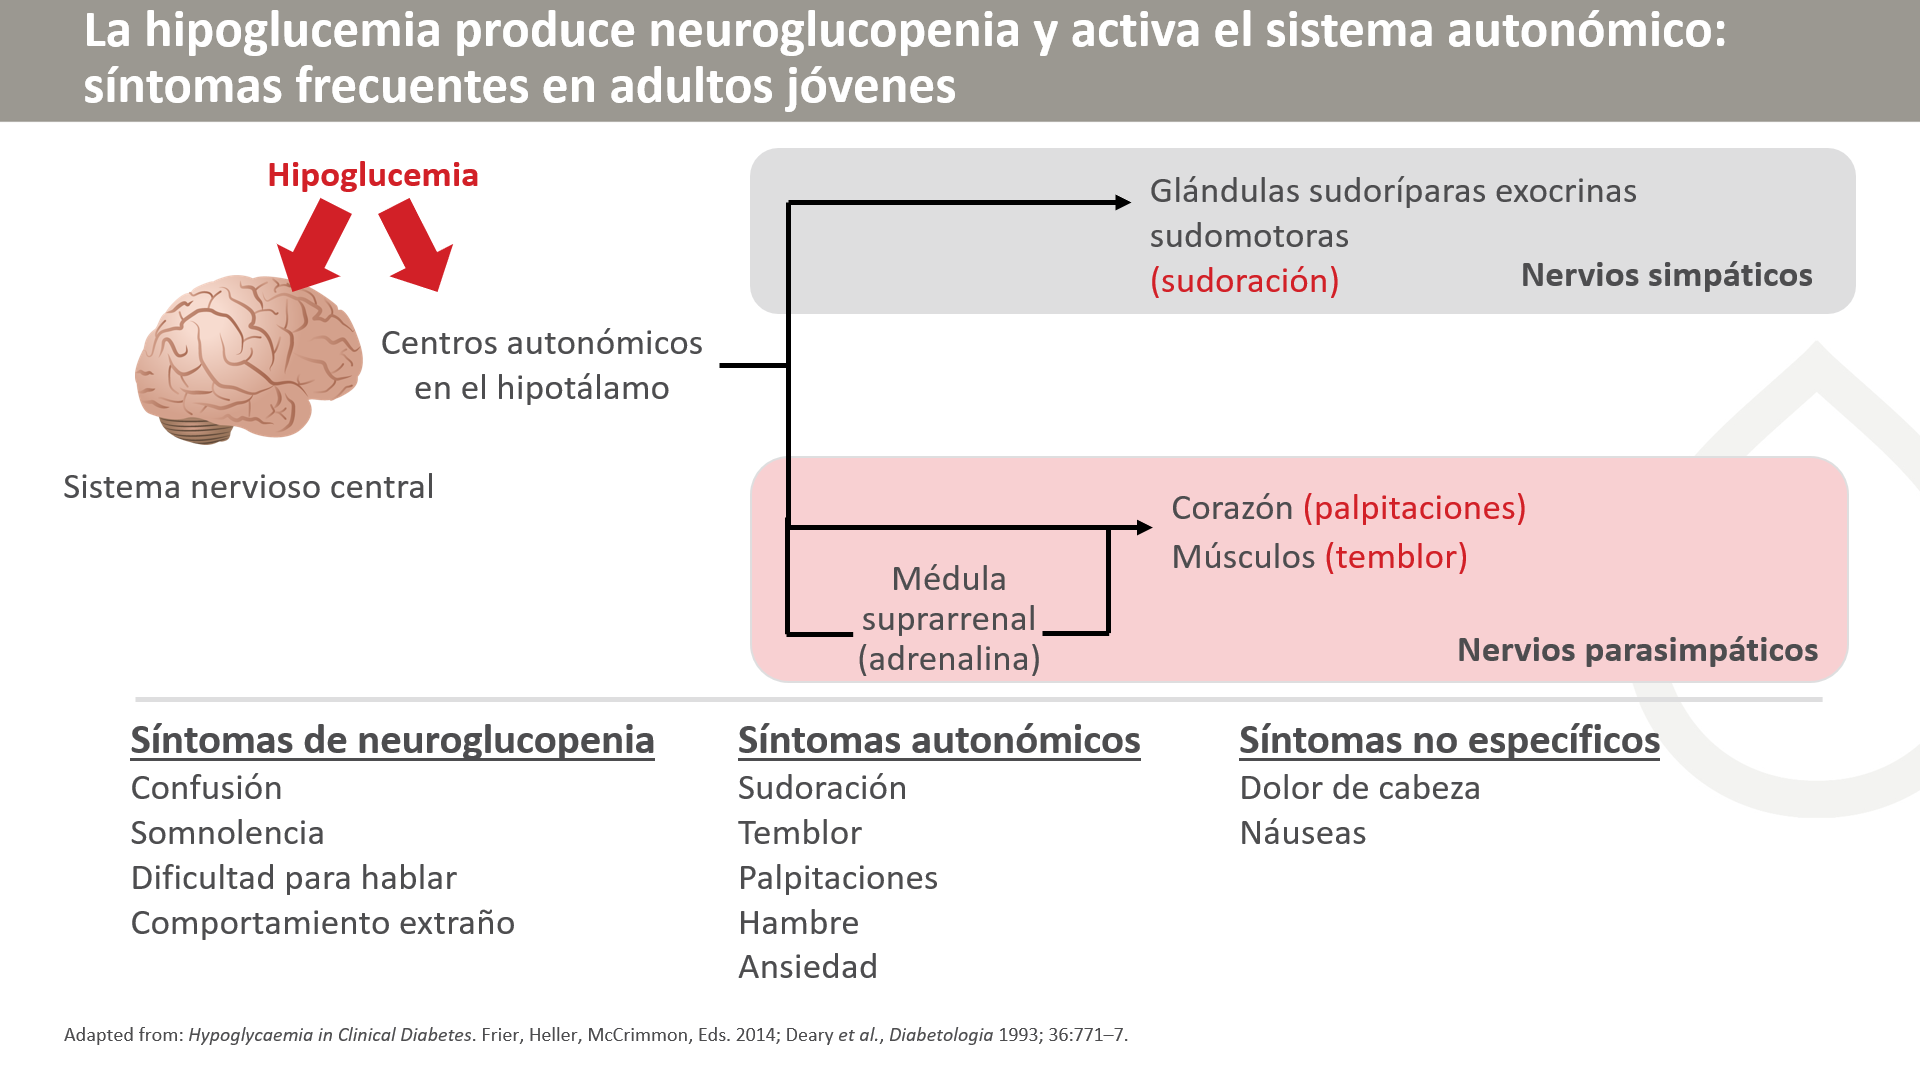 La hipoglucemia produce neuroglucopenia y activa el sistema autonómico:
síntomas frecuentes en adultos jóvenes
Hipoglucemia
Centros autonómicos
en el hipotálamo
Sistema nervioso central
Glándulas sudoríparas exocrinas
sudomotoras
(sudoración)
Nervios simpáticos
Corazón (palpitaciones)
Músculos (temblor)
Médula
suprarrenal
(adrenalina)
Nervios parasimpáticos
Síntomas de neuroglucopenia
Confusión
Somnolencia
Dificultad para hablar
Comportamiento extraño
Síntomas autonómicos
Sudoración
Temblor
Palpitaciones
Hambre
Ansiedad
Síntomas no específicos
Dolor de cabeza
Náuseas
Adapted from: Hypoglycaemia in Clinical Diabetes. Frier, Heller, McCrimmon, Eds. 2014; Deary et al., Diabetologia 1993; 36:771–7.